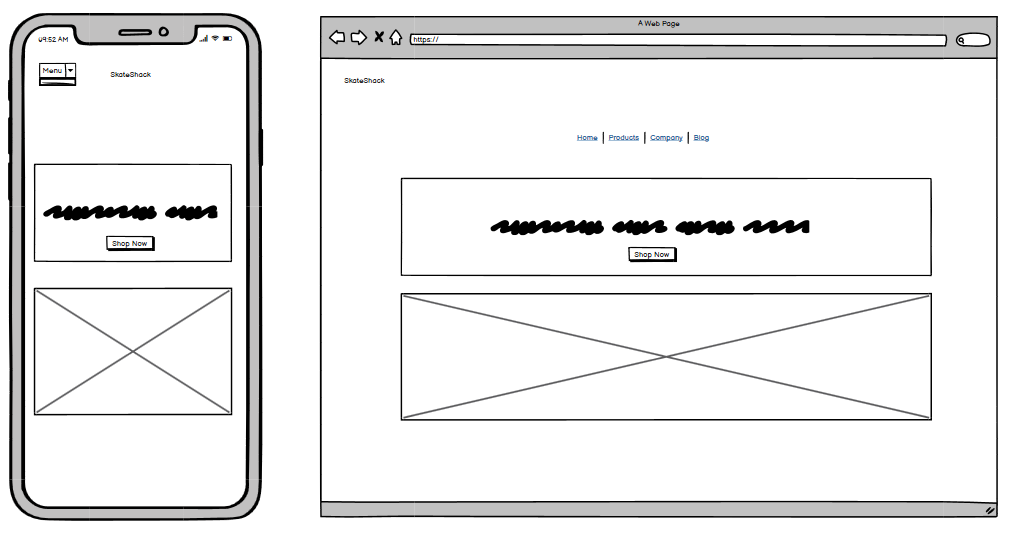 09:52 AM
Menu
SkateShack
Shop Now
A Web Page
https://
SkateShack
Home Products Company Blog
Shop Now